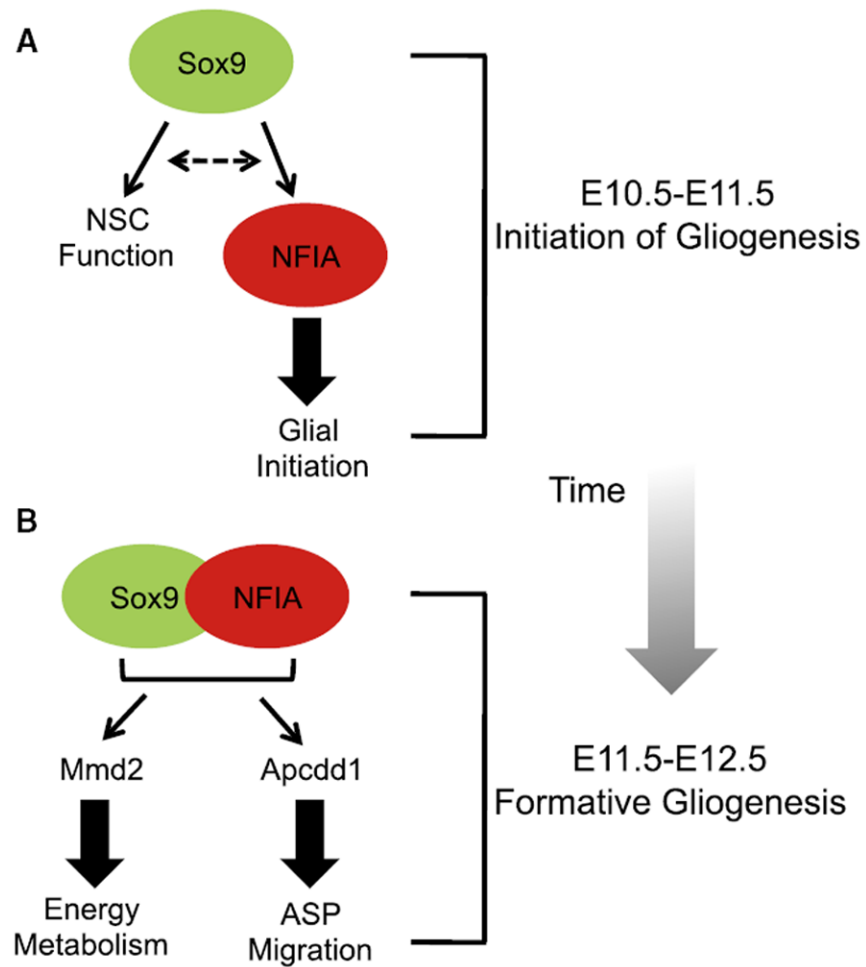 A
Sox9
NSC
Function
NFIA
Glial
Initiation
E10.5-E11.5
Initiation of Gliogenesis
Time
B
Sox9
NFIA
Mmd2
Apcdd1
Energy
Metabolism
ASP
Migration
E11.5-E12.5
Formative Gliogenesis